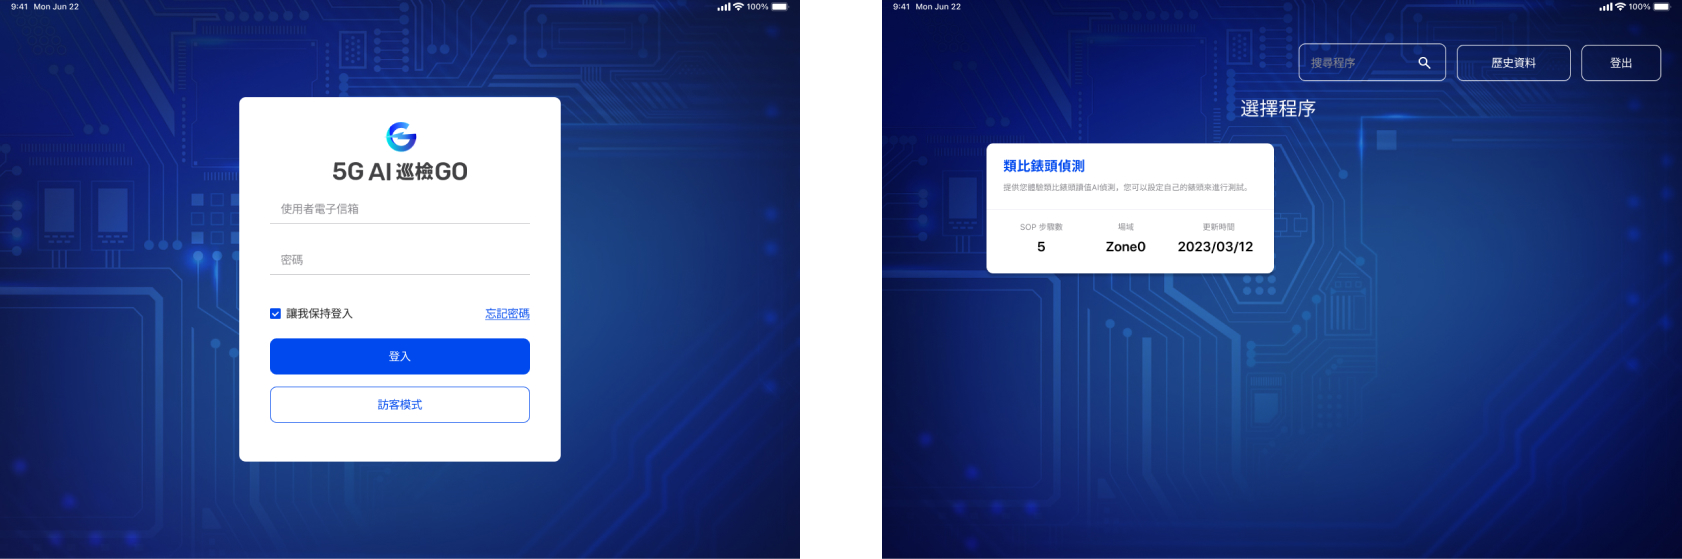 9:41 Mon Jun 22
100%
5G AI 巡檢GO
使用者電子信箱
密碼
讓我保持登入
忘記密碼
登入
訪客模式
9:41 Mon Jun 22
100%
搜尋程序
歷史資料
登出
選擇程序
類比錶頭偵測
提供您體驗類比錶頭讀值AI偵測，您可以設定自己的錶頭來進行測試。
SOP 步驟數
場域
更新時間
5
Zone0
2023/03/12